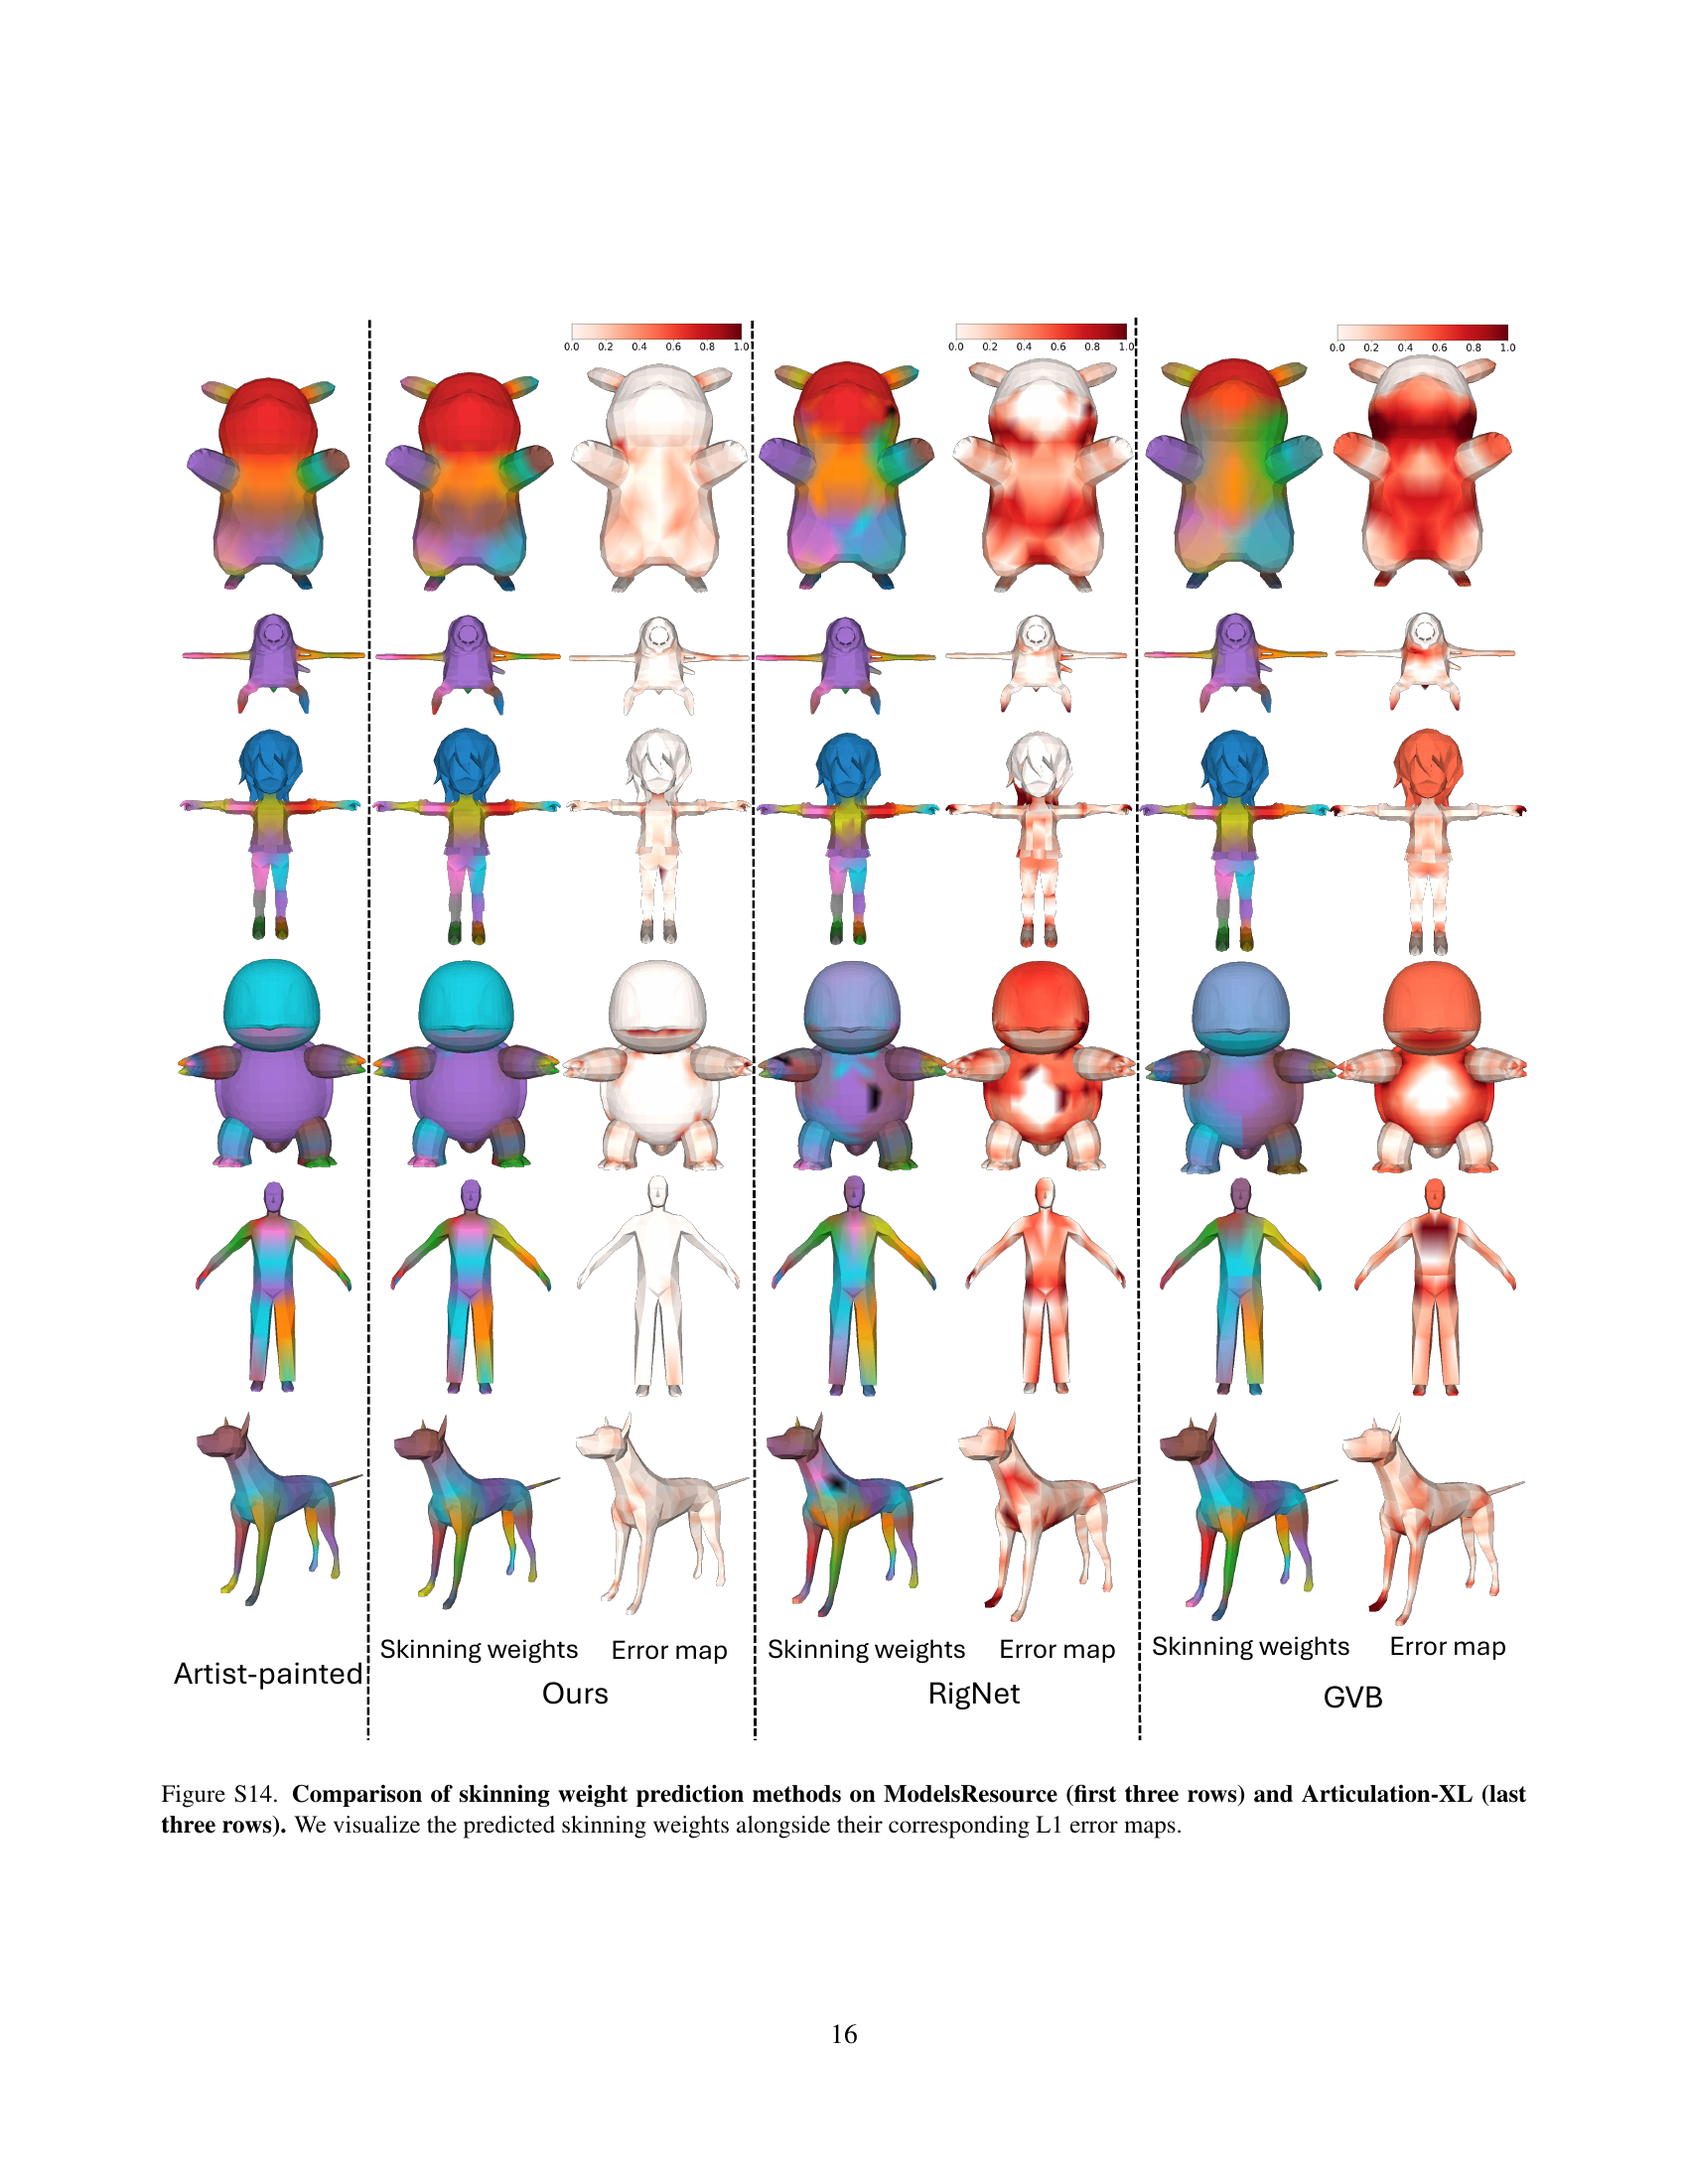 0.0 0.2 0.4 0.6 0.8 1.0
0.0 0.2 0.4 0.6 0.8 1.0
0.0 0.2 0.4 0.6 0.8 1.0
Skinning weights Error map
Skinning weights Error map
Skinning weights Error map
Artist-painted
Ours
RigNet
GVB
Figure S14. Comparison of skinning weight prediction methods on ModelsResource (first three rows) and Articulation-XL (last
three rows). We visualize the predicted skinning weights alongside their corresponding L1 error maps.
16